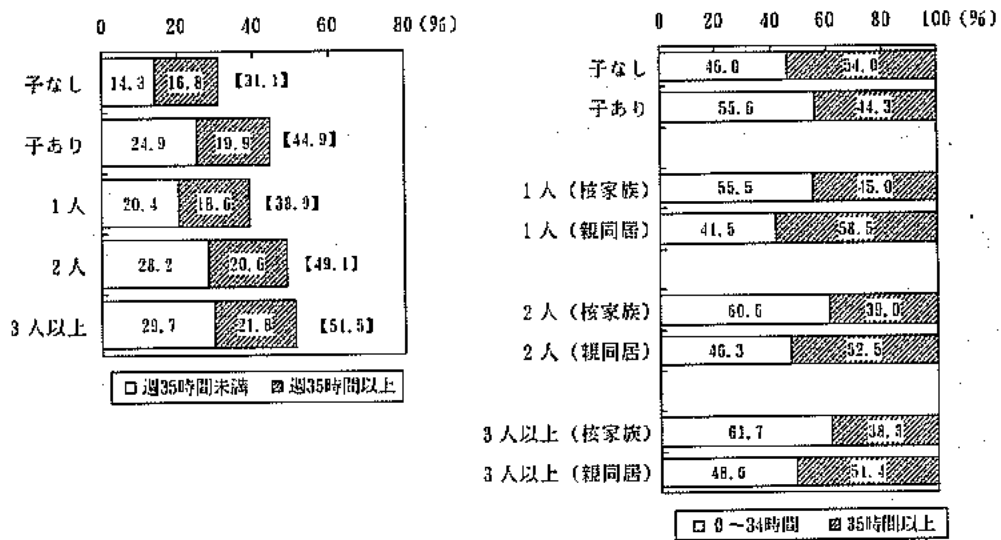 0 20 40 60 80 (%)
子なし 14.3 16.8 【31.1】
子あり 24.9 19.9 【44.9】
1人 20.4 18.6 【38.9】
2人 28.2 20.6 【49.1】
3人以上 29.7 21.8 【51.5】
□ 週35時間未満 ▨ 週35時間以上
0 20 40 60 80 100 (%)
子なし 46.0 54.0
子あり 55.6 44.3
1人(核家族) 55.5 45.0
1人(親同居) 41.5 58.5
2人(核家族) 60.6 39.0
2人(親同居) 46.3 52.5
3人以上(核家族) 61.7 38.3
3人以上(親同居) 48.6 51.4
□ 0〜34時間 ▨ 35時間以上